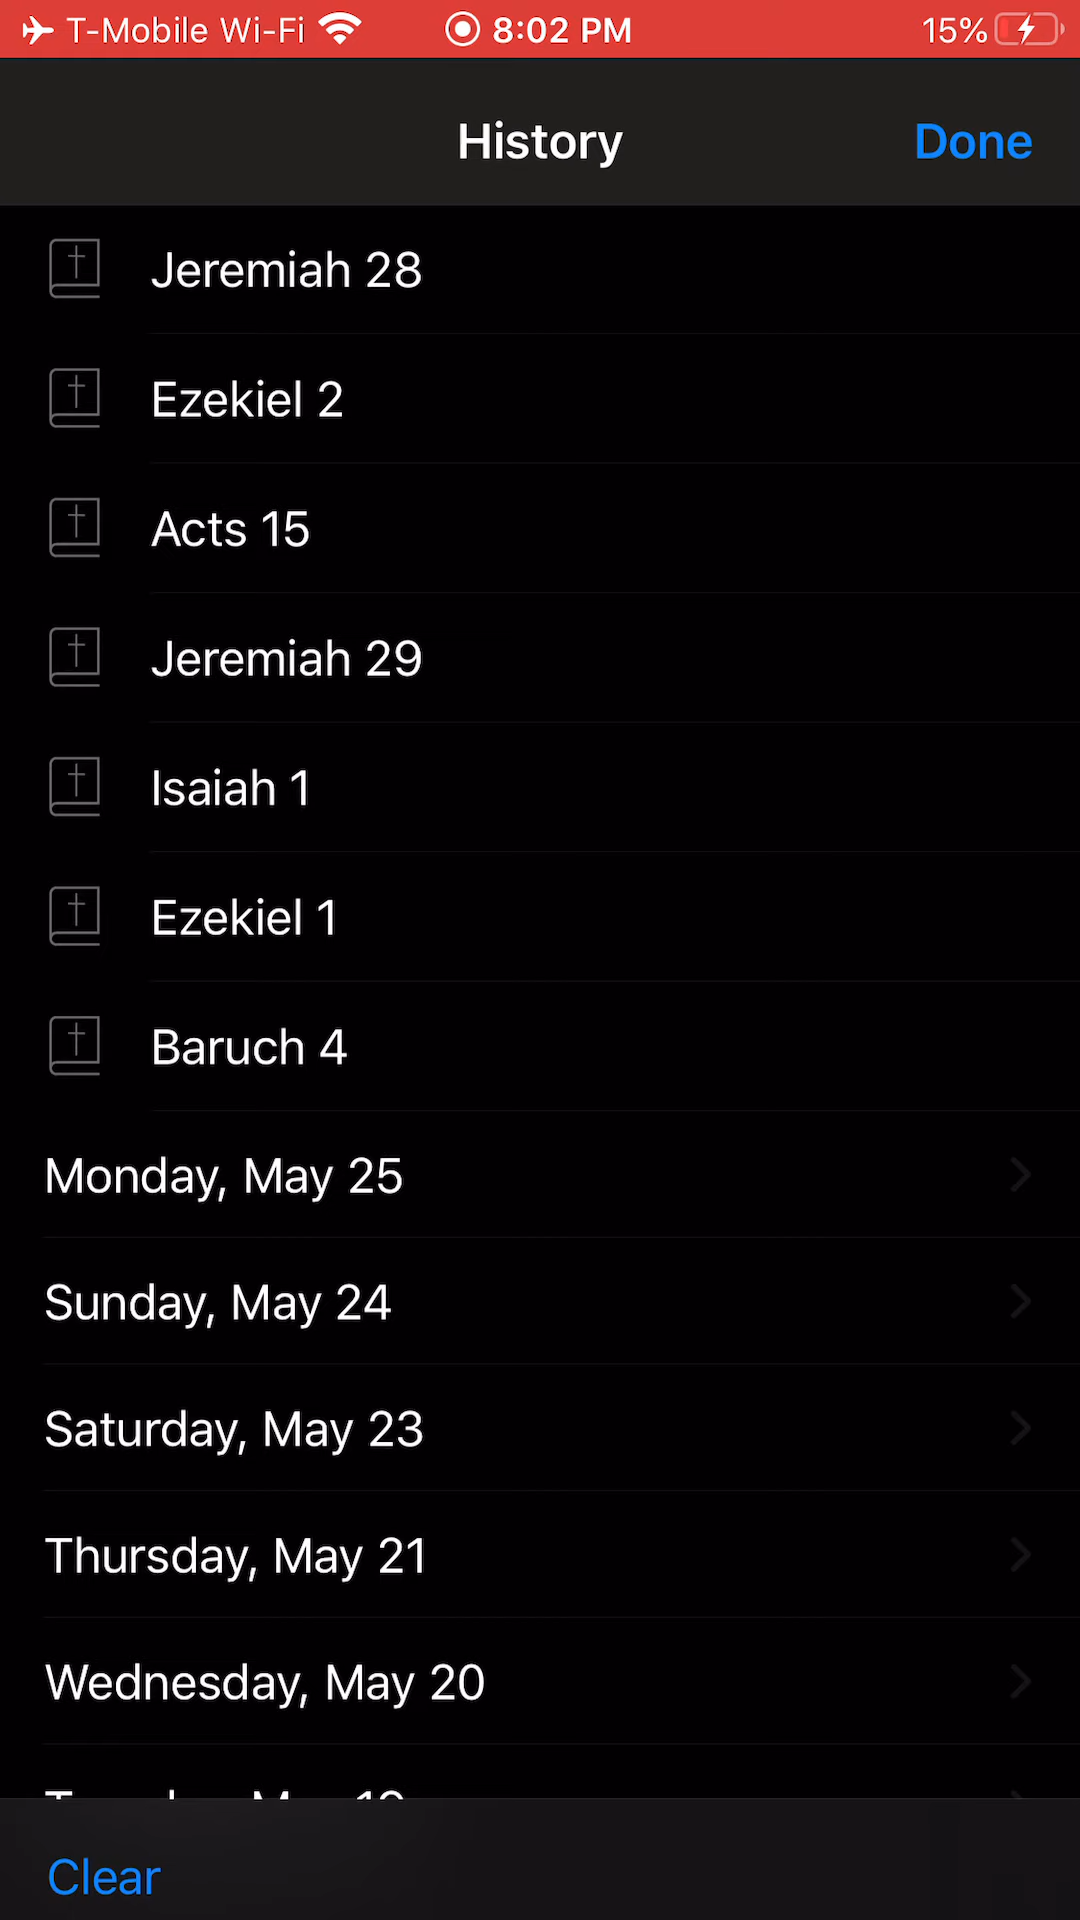 T-Mobile Wi-Fi 8:02 PM 15%
History Done
Jeremiah 28
Ezekiel 2
Acts 15
Jeremiah 29
Isaiah 1
Ezekiel 1
Baruch 4
Monday, May 25
Sunday, May 24
Saturday, May 23
Thursday, May 21
Wednesday, May 20
Clear